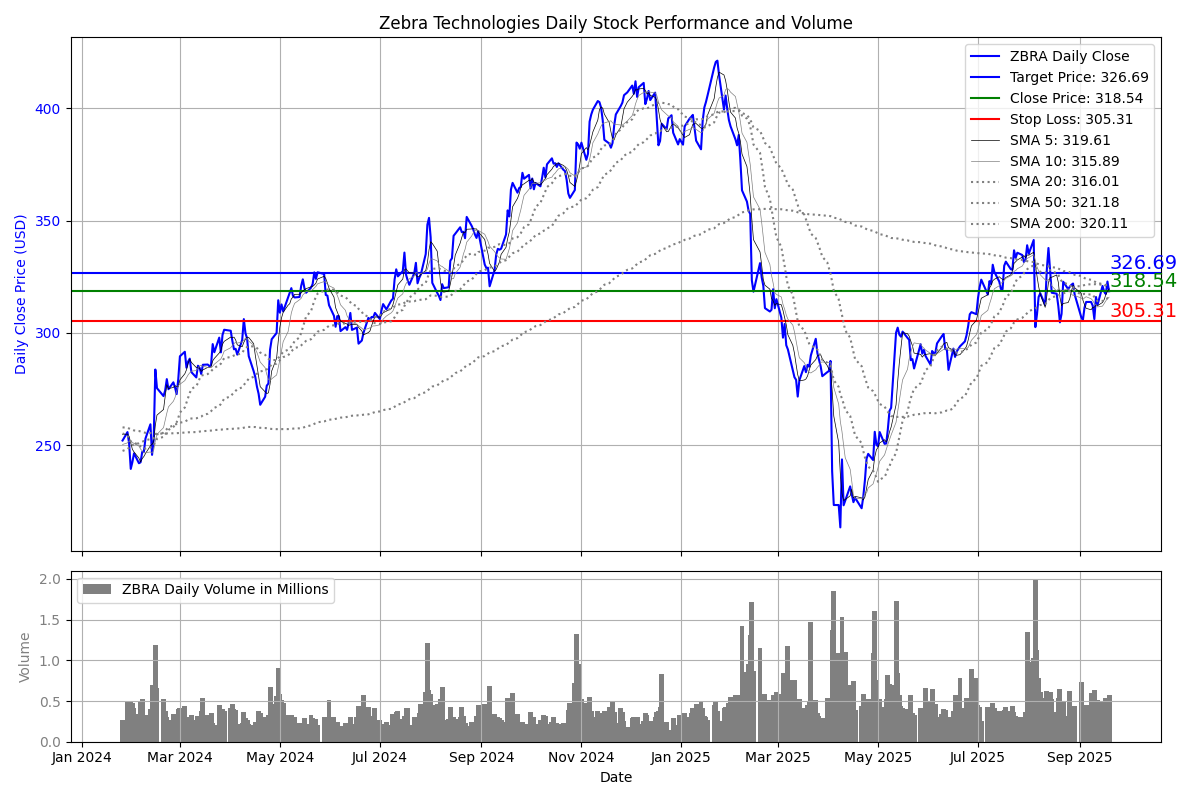 Zebra Technologies Daily Stock Performance and Volume
Daily Close Price (USD)
400
350
300
250
ZBRA Daily Close
Target Price: 326.69
Close Price: 318.54
Stop Loss: 305.31
SMA 5: 319.61
SMA 10: 315.89
SMA 20: 316.01
SMA 50: 321.18
SMA 200: 320.11
326.69
318.54
305.31
Volume
2.0
1.5
1.0
0.5
0.0
ZBRA Daily Volume in Millions
Jan 2024 Mar 2024 May 2024 Jul 2024 Sep 2024 Nov 2024 Jan 2025 Mar 2025 May 2025 Jul 2025 Sep 2025
Date